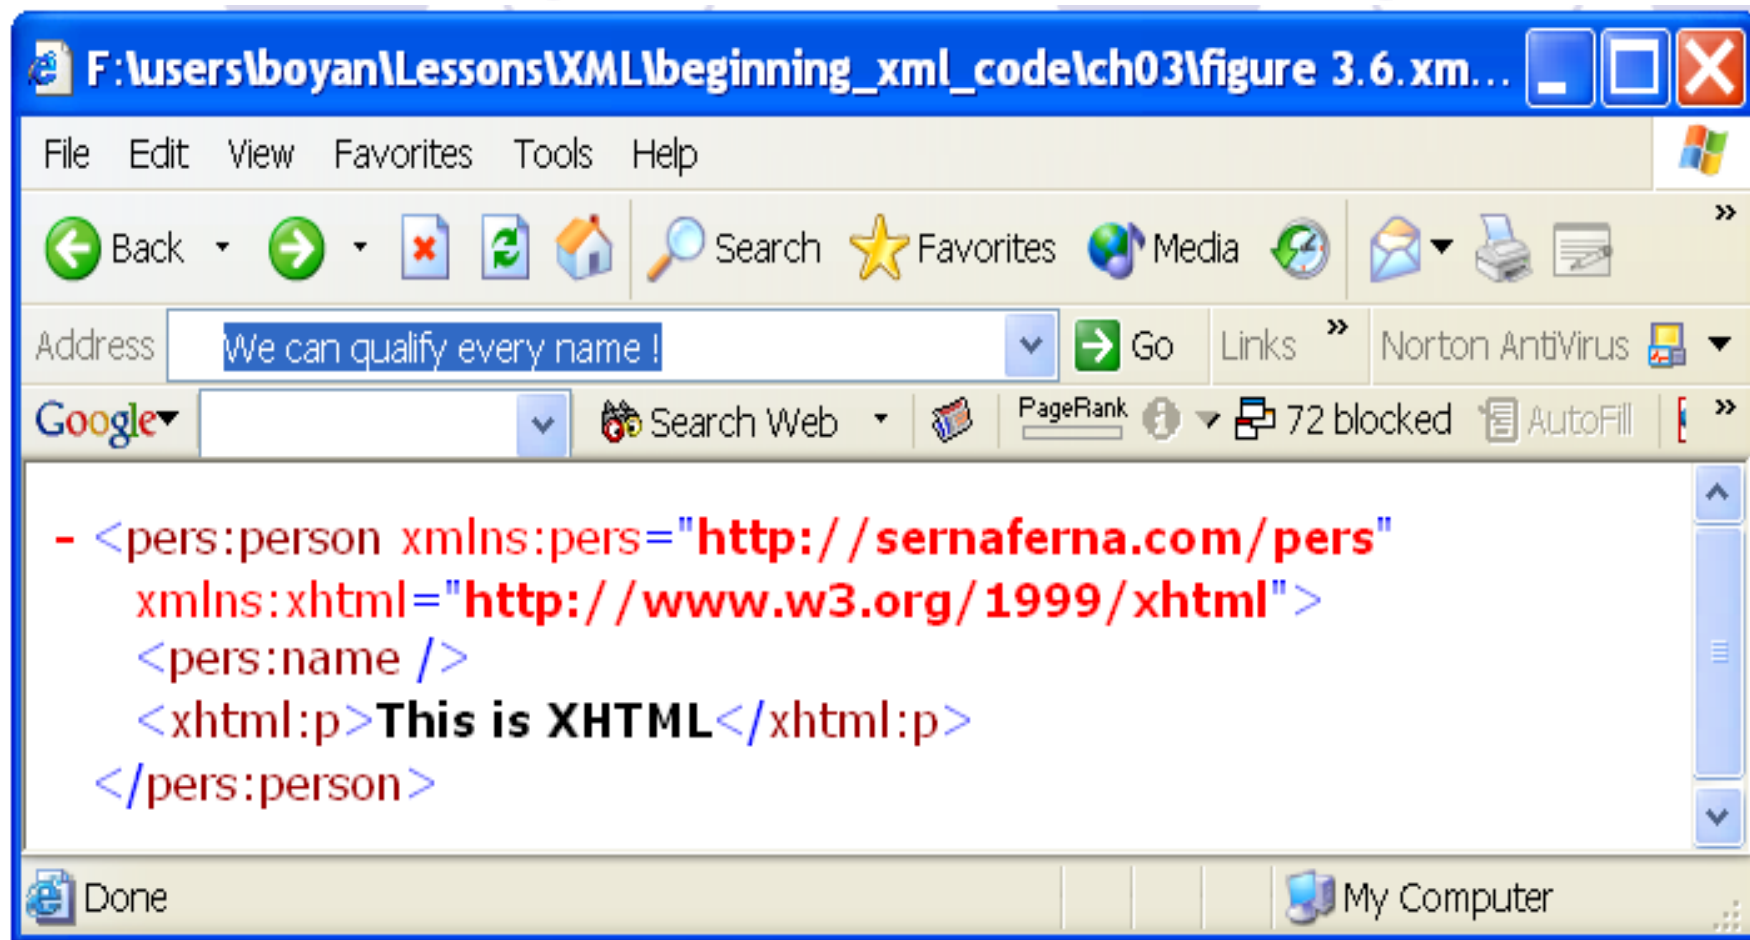 F:\users\boyan\Lessons\XML\beginning_xml_code\ch03\figure 3.6.xm...
File Edit View Favorites Tools Help
Back Search Favorites Media »
Address We can qualify every name ! Go Links » Norton AntiVirus
Google Search Web PageRank 72 blocked AutoFill »
- <pers:person xmlns:pers="http://sernaferna.com/pers"
xmlns:xhtml="http://www.w3.org/1999/xhtml">
<pers:name />
<xhtml:p>This is XHTML</xhtml:p>
</pers:person>
Done My Computer